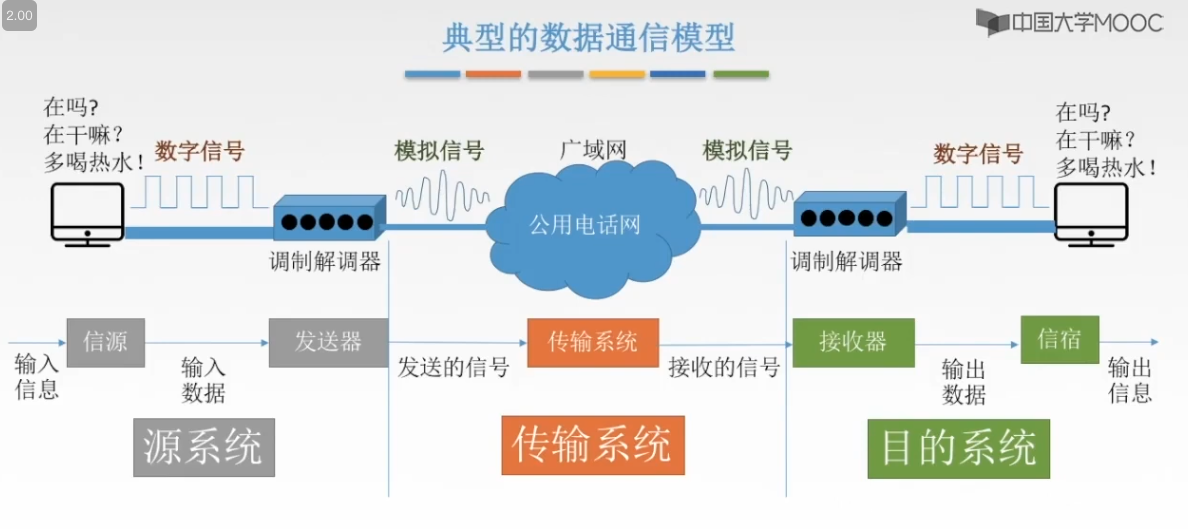 2.00
中国大学MOOC
典型的数据通信模型
在吗?
在干嘛?
多喝热水!
数字信号
模拟信号
广域网
模拟信号
数字信号
在吗?
在干嘛?
多喝热水!
公用电话网
调制解调器
调制解调器
信源
发送器
传输系统
接收器
信宿
输入
信息
输入
数据
发送的信号
接收的信号
输出
数据
输出
信息
源系统
传输系统
目的系统